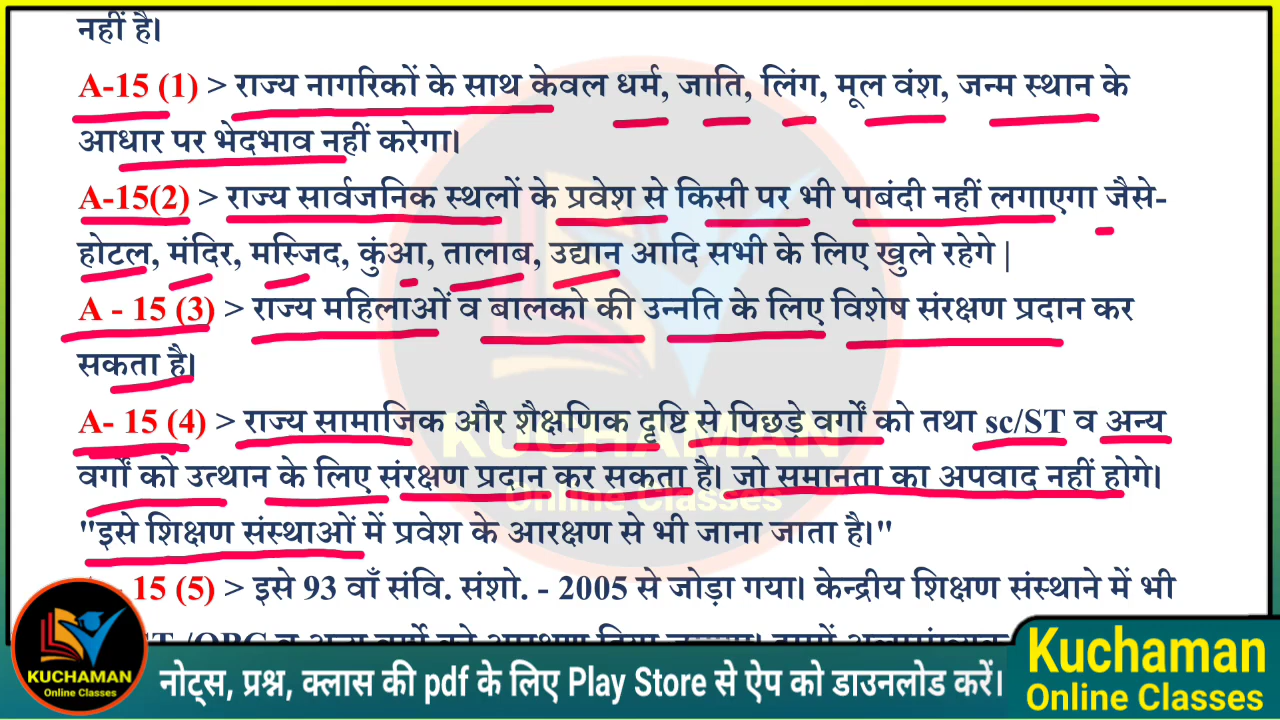 नहीं है।
A-15 (1) > राज्य नागरिकों के साथ केवल धर्म, जाति, लिंग, मूल वंश, जन्म स्थान के
आधार पर भेदभाव नहीं करेगा।
A-15(2) > राज्य सार्वजनिक स्थलों के प्रवेश से किसी पर भी पाबंदी नहीं लगाएगा जैसे-
होटल, मंदिर, मस्जिद, कुंआ, तालाब, उद्यान आदि सभी के लिए खुले रहेगे |
A - 15 (3) > राज्य महिलाओं व बालको की उन्नति के लिए विशेष संरक्षण प्रदान कर
सकता है।
A- 15 (4) > राज्य सामाजिक और शैक्षणिक दृष्टि से पिछड़े वर्गों को तथा sc/ST व अन्य
वर्गों को उत्थान के लिए संरक्षण प्रदान कर सकता है। जो समानता का अपवाद नहीं होगे।
"इसे शिक्षण संस्थाओं में प्रवेश के आरक्षण से भी जाना जाता है।"
- 15 (5) > इसे 93 वाँ संवि. संशो. - 2005 से जोड़ा गया। केन्द्रीय शिक्षण संस्थाने में भी
KUCHAMAN
Online Classes
KUCHAMAN
Online Classes
नोट्स, प्रश्न, क्लास की pdf के लिए Play Store से ऐप को डाउनलोड करें।
Kuchaman
Online Classes